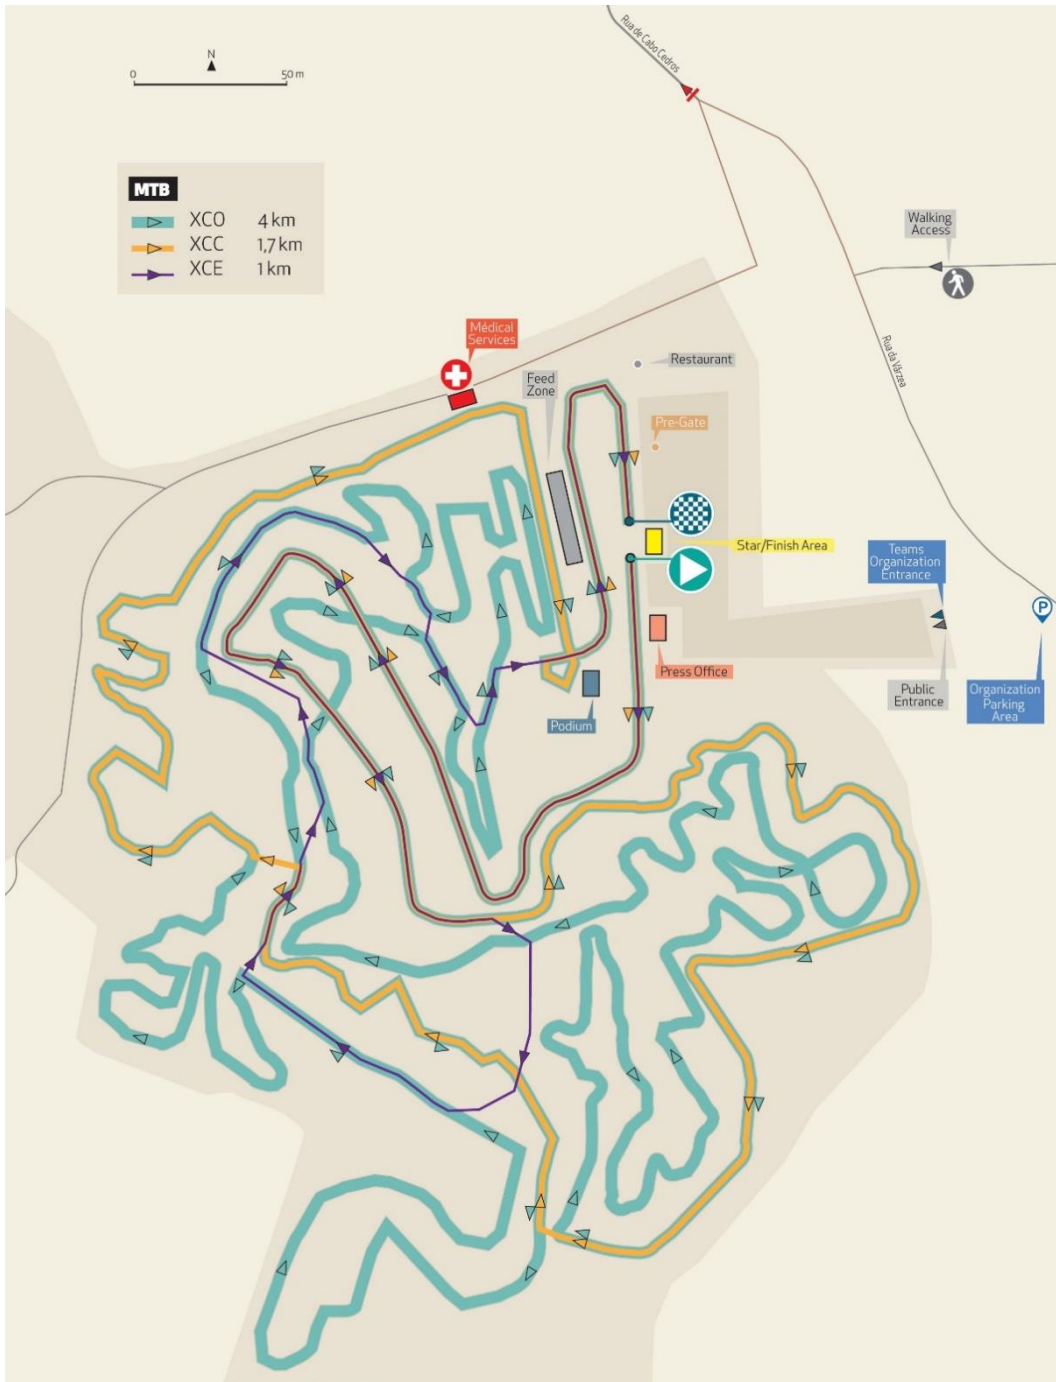 Rua de Cabo Cedros
N
0 50 m
MTB
XCO 4 km
XCC 1,7 km
XCE 1 km
Walking
Access
Médical
Services
Rua da Várzea
Restaurant
Feed
Zone
Pre-Gate
Star/Finish Area
Teams
Organization
Entrance
P
Press Office
Public
Entrance
Organization
Parking
Area
Podium